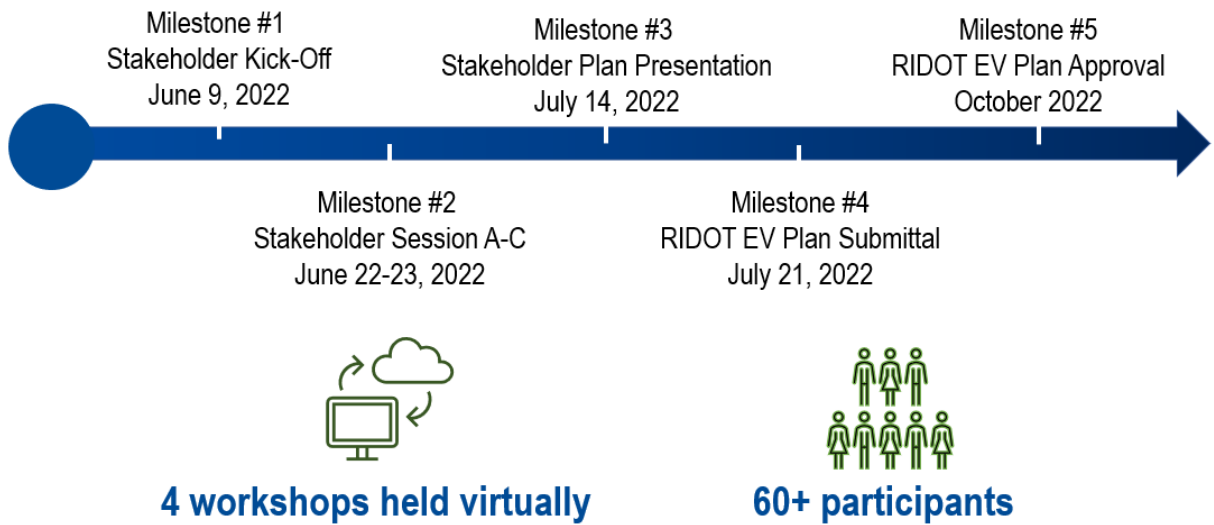 Milestone #1
Stakeholder Kick-Off
June 9, 2022
Milestone #3
Stakeholder Plan Presentation
July 14, 2022
Milestone #5
RIDOT EV Plan Approval
October 2022
Milestone #2
Stakeholder Session A-C
June 22-23, 2022
Milestone #4
RIDOT EV Plan Submittal
July 21, 2022
4 workshops held virtually
60+ participants